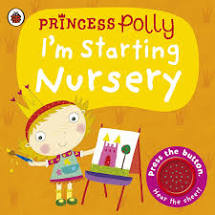 PRINCESS Polly
I'm Starting
Nursery
Press the button.
Hear the cheer!